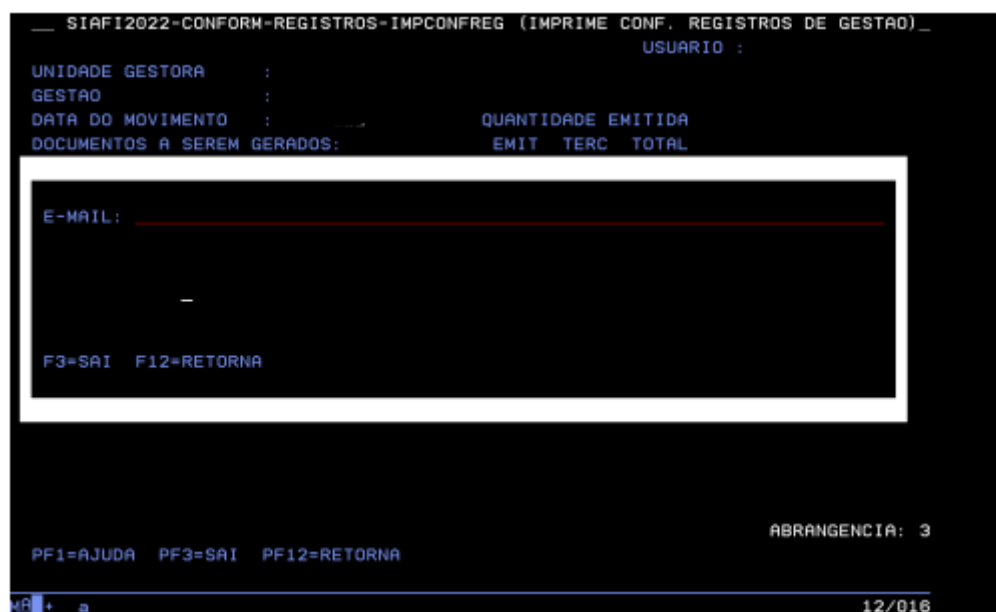 __ SIAFI2022-CONFORM-REGISTROS-IMPCONFREG (IMPRIME CONF. REGISTROS DE GESTAO)_
USUARIO :
UNIDADE GESTORA :
GESTAO :
DATA DO MOVIMENTO : QUANTIDADE EMITIDA
DOCUMENTOS A SEREM GERADOS: EMIT TERC TOTAL
E-MAIL:
F3=SAI F12=RETORNA
ABRANGENCIA: 3
PF1=AJUDA PF3=SAI PF12=RETORNA
MA + a 12/016